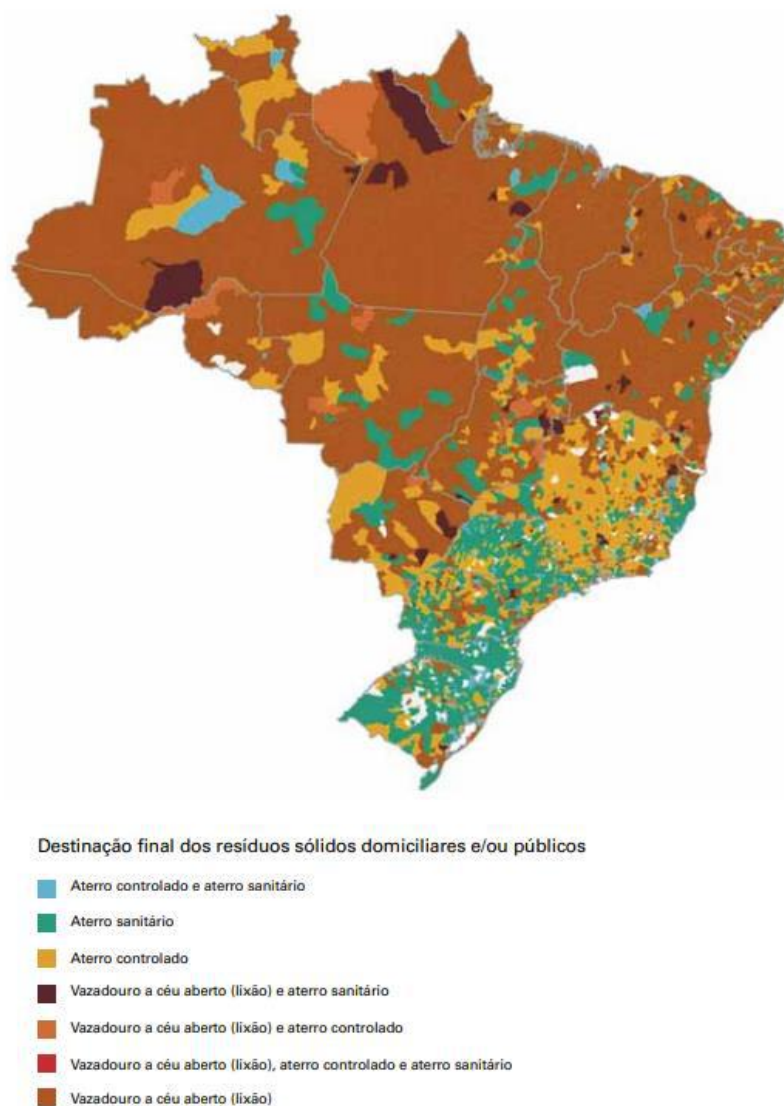 Destinação final dos resíduos sólidos domiciliares e/ou públicos
Aterro controlado e aterro sanitário
Aterro sanitário
Aterro controlado
Vazadouro a céu aberto (lixão) e aterro sanitário
Vazadouro a céu aberto (lixão) e aterro controlado
Vazadouro a céu aberto (lixão), aterro controlado e aterro sanitário
Vazadouro a céu aberto (lixão)